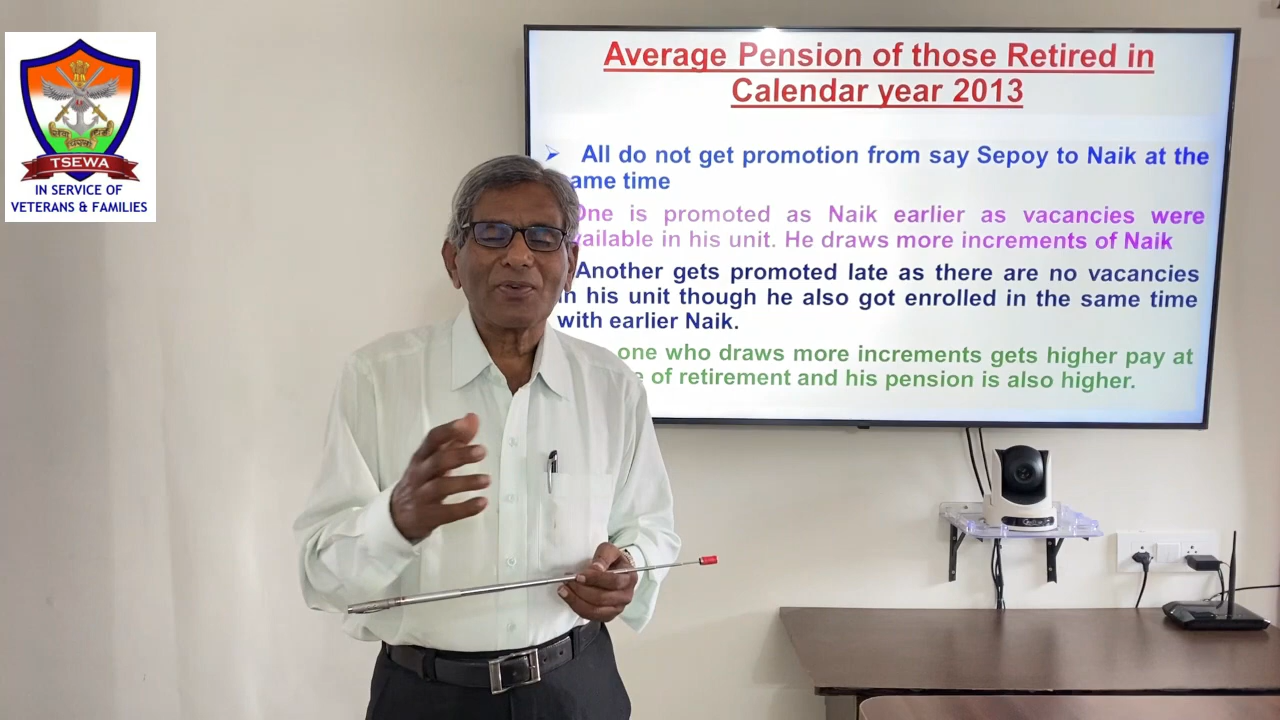 TSEWA
IN SERVICE OF
VETERANS & FAMILIES
Average Pension of those Retired in
Calendar year 2013
All do not get promotion from say Sepoy to Naik at the
ame time
One is promoted as Naik earlier as vacancies were
vailable in his unit. He draws more increments of Naik
Another gets promoted late as there are no vacancies
in his unit though he also got enrolled in the same time
with earlier Naik.
one who draws more increments gets higher pay at
e of retirement and his pension is also higher.